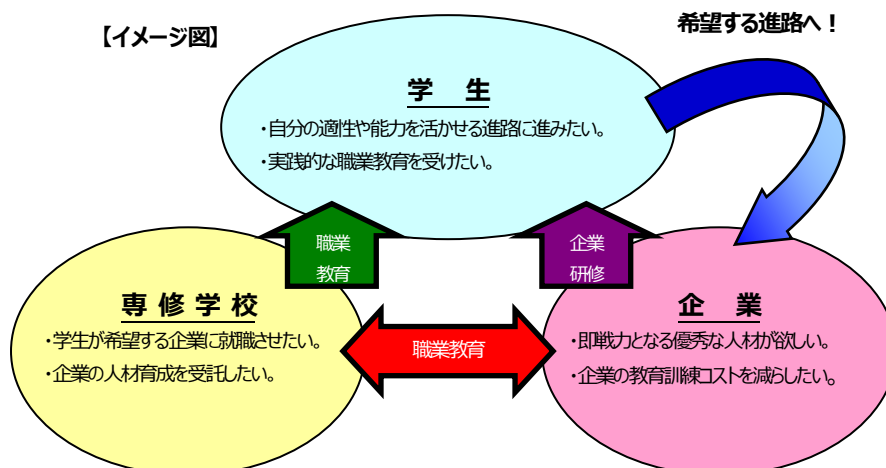 【イメージ図】
希望する進路へ！
学　生
・自分の適性や能力を活かせる進路に進みたい。
・実践的な職業教育を受けたい。
職業
教育
企業
研修
専 修 学 校
・学生が希望する企業に就職させたい。
・企業の人材育成を受託したい。
職業教育
企　業
・即戦力となる優秀な人材が欲しい。
・企業の教育訓練コストを減らしたい。